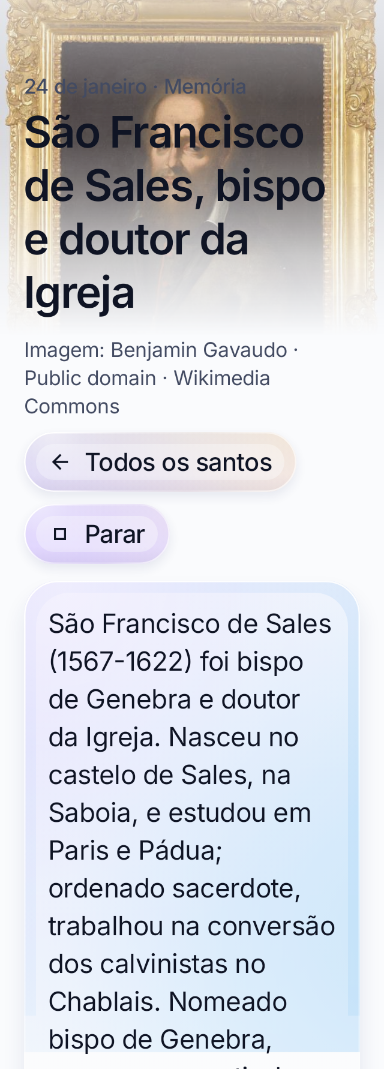 24 de janeiro · Memória
São Francisco
de Sales, bispo
e doutor da
Igreja
Imagem: Benjamin Gavaudo ·
Public domain · Wikimedia
Commons
← Todos os santos
Parar
São Francisco de Sales
(1567-1622) foi bispo
de Genebra e doutor
da Igreja. Nasceu no
castelo de Sales, na
Saboia, e estudou em
Paris e Pádua;
ordenado sacerdote,
trabalhou na conversão
dos calvinistas no
Chablais. Nomeado
bispo de Genebra,